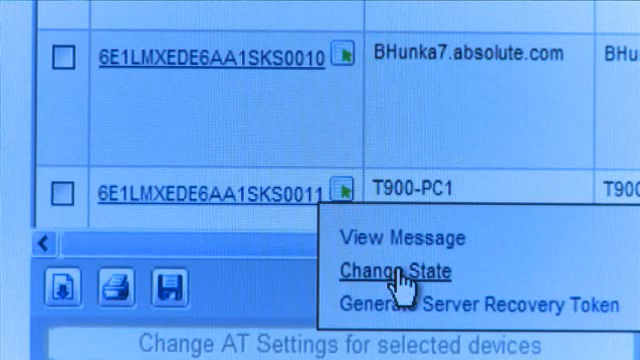 6E1LMXEDE6AA1SKS0010 BHunka7.absolute.com BHu
6E1LMXEDE6AA1SKS0011 T900-PC1 T900
View Message
Change State
Generate Server Recovery Token
Change AT Settings for selected devices